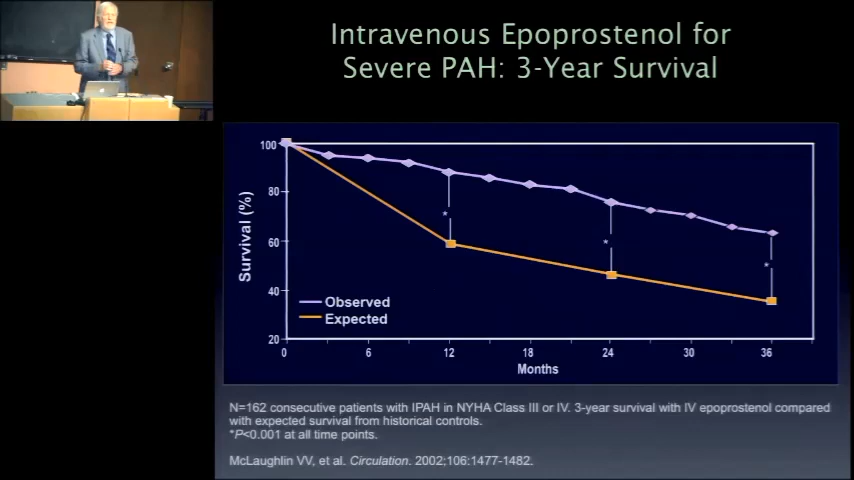 Intravenous Epoprostenol for
Severe PAH: 3-Year Survival
Survival (%)
100
80
60
40
20
*
*
*
Observed
Expected
0 6 12 18 24 30 36
Months
N=162 consecutive patients with IPAH in NYHA Class III or IV. 3-year survival with IV epoprostenol compared
with expected survival from historical controls.
*P<0.001 at all time points.
McLaughlin VV, et al. Circulation. 2002;106:1477-1482.